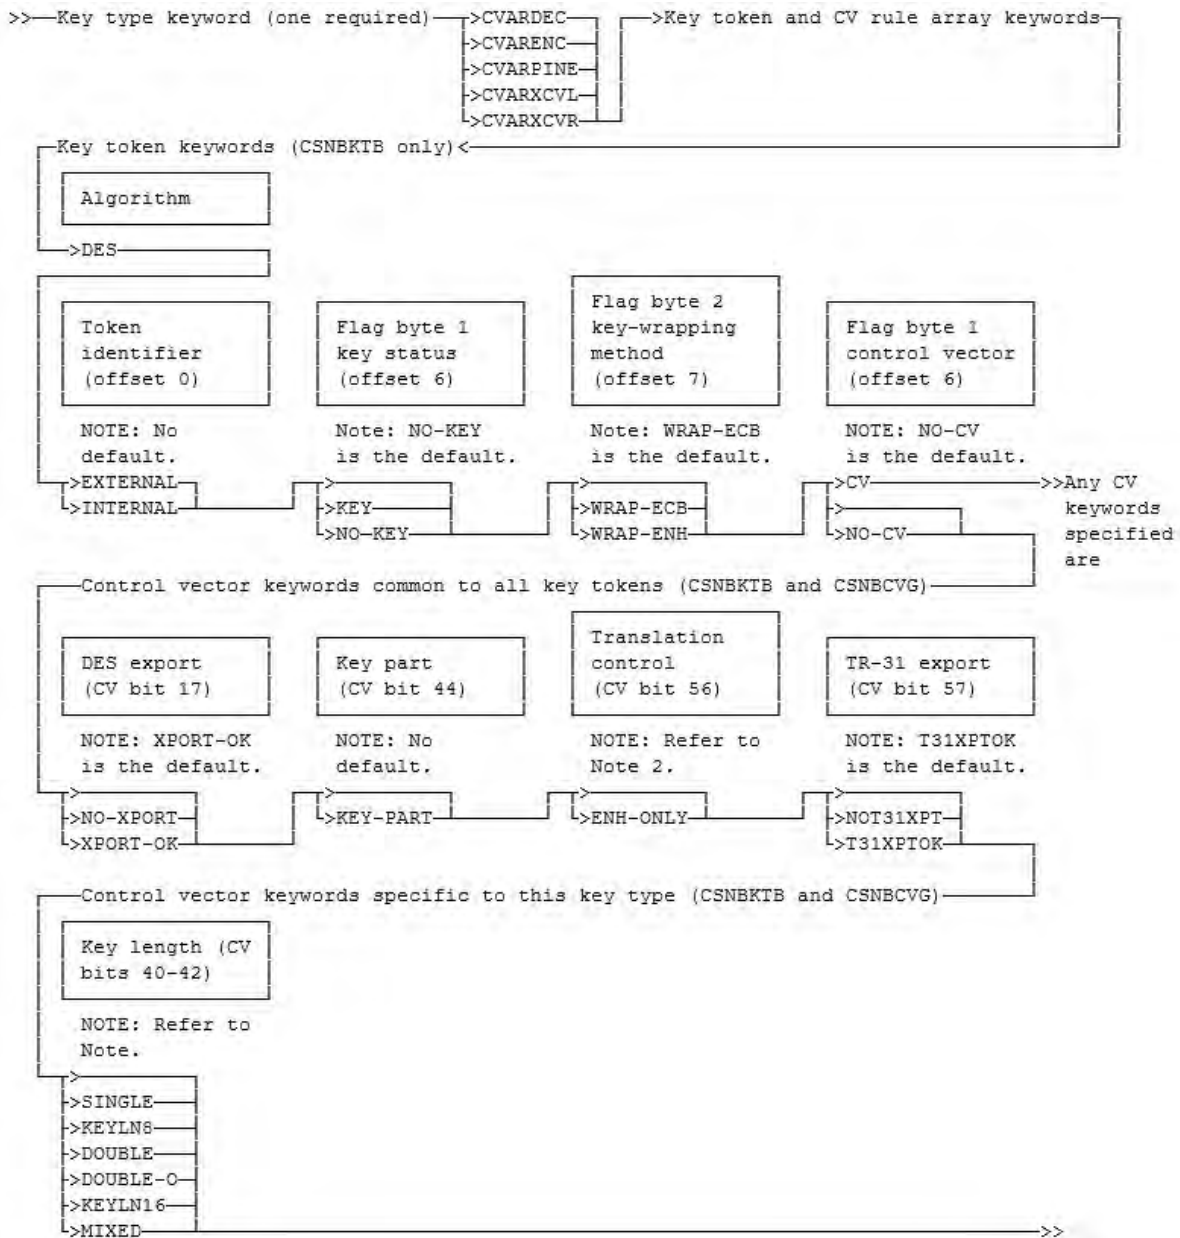 >>—Key type keyword (one required)—>CVARDEC— —>Key token and CV rule array keywords—
>CVARENC—
>CVARPINE—
>CVARXCVL—
>CVARXCVR—
—Key token keywords (CSNBKTB only)<—
Algorithm
—>DES—
Flag byte 2
Token Flag byte 1 key-wrapping Flag byte 1
identifier key status method control vector
(offset 0) (offset 6) (offset 7) (offset 6)
NOTE: No Note: NO-KEY Note: WRAP-ECB NOTE: NO-CV
default. is the default. is the default. is the default.
>EXTERNAL— >— >— >CV— >>Any CV
>INTERNAL— >KEY— >WRAP-ECB— >— keywords
>NO-KEY— >WRAP-ENH— >NO-CV— specified
are
—Control vector keywords common to all key tokens (CSNBKTB and CSNBCVG)—
Translation
DES export Key part control TR-31 export
(CV bit 17) (CV bit 44) (CV bit 56) (CV bit 57)
NOTE: XPORT-OK NOTE: No NOTE: Refer to NOTE: T31XPTOK
is the default. default. Note 2. is the default.
>— >— >— >—
>NO-XPORT— >KEY-PART— >ENH-ONLY— >NOT31XPT—
>XPORT-OK— >T31XPTOK—
—Control vector keywords specific to this key type (CSNBKTB and CSNBCVG)—
Key length (CV
bits 40-42)
NOTE: Refer to
Note.
>—
>SINGLE—
>KEYLN8—
>DOUBLE—
>DOUBLE-O—
>KEYLN16—
>MIXED— —>>